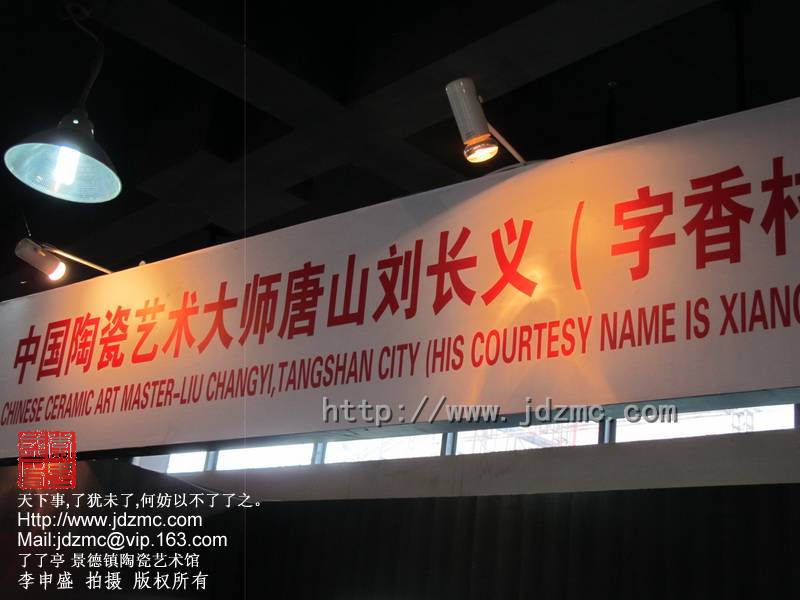 中国陶瓷艺术大师唐山刘长义（字香村
CHINESE CERAMIC ART MASTER-LIU CHANGYI,TANGSHAN CITY (HIS COURTESY NAME IS XIANG
http://www.jdzmc.com
天下事,了犹未了,何妨以不了了之。
Http://www.jdzmc.com
Mail:jdzmc@vip.163.com
了了亭 景德镇陶瓷艺术馆
李申盛 拍摄 版权所有